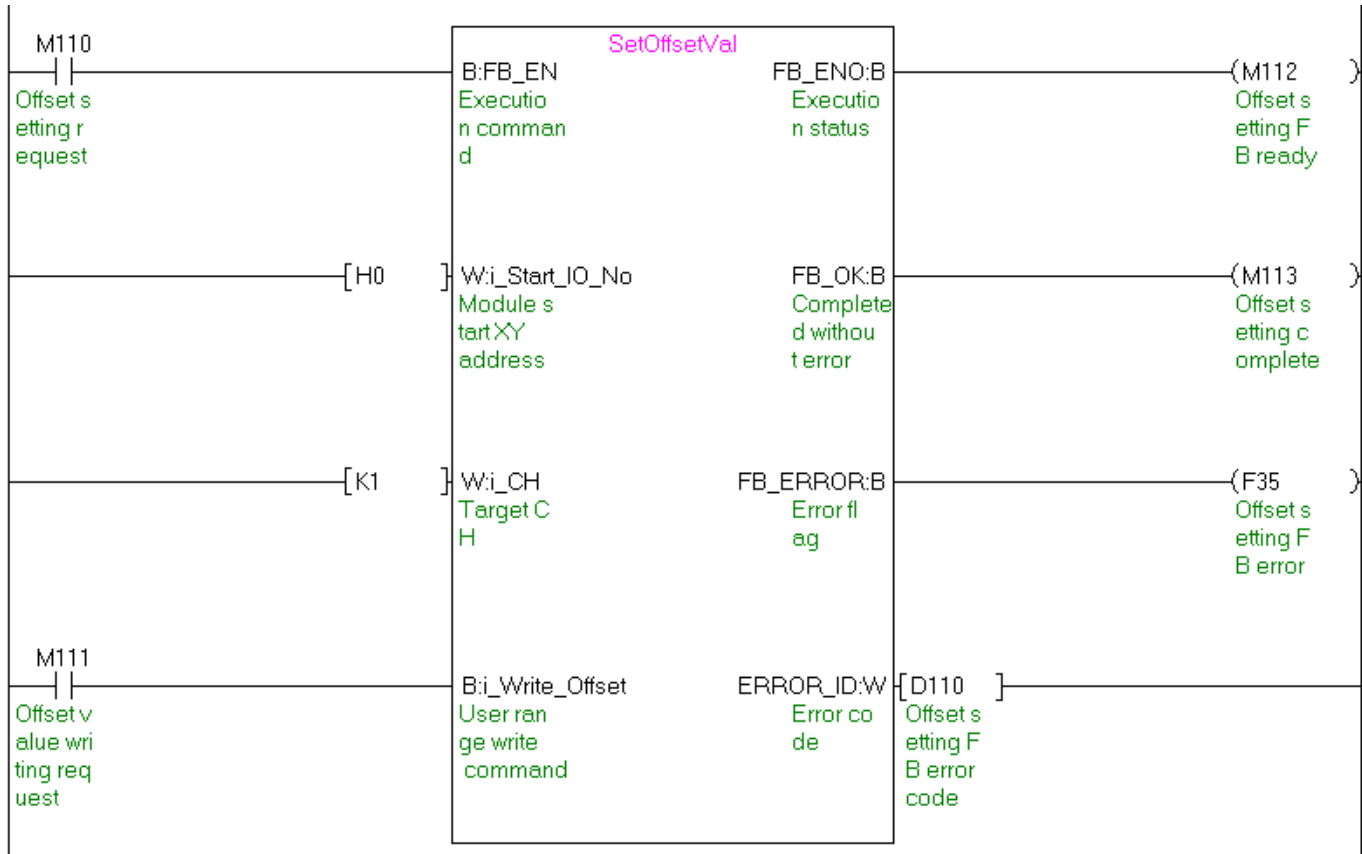 M110
SetOffsetVal
B:FB_EN
FB_ENO:B
(M112 )
Offset s
etting r
equest
Executio
n comman
d
Executio
n status
Offset s
etting F
B ready
[H0 ]
W:i_Start_IO_No
FB_OK:B
(M113 )
Module s
tart XY
address
Complete
d withou
t error
Offset s
etting c
omplete
[K1 ]
W:i_CH
FB_ERROR:B
(F35 )
Target C
H
Error fl
ag
Offset s
etting F
B error
M111
B:i_Write_Offset
ERROR_ID:W
[D110 ]
Offset v
alue wri
ting req
uest
User ran
ge write
command
Error co
de
Offset s
etting F
B error
code